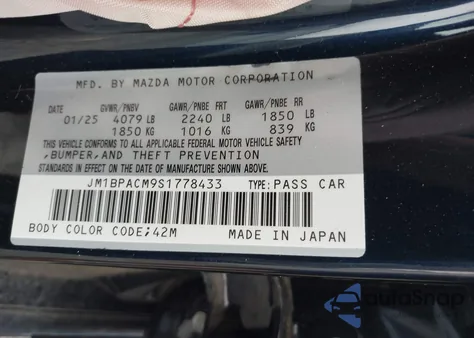 MFD. BY MAZDA MOTOR CORPORATION
GVWR/PNBV GAWR/PNBE FRT GAWR/PNBE RR
01/25 4079 LB 2240 LB 1850 LB
1850 KG 1016 KG 839 KG
THIS VEHICLE CONFORMS TO ALL APPLICABLE FEDERAL MOTOR VEHICLE SAFETY
,BUMPER,AND THEFT PREVENTION
STANDARDS IN EFFECT ON THE DATE OF MANUFACTURE SHOWN ABOVE.
JM1BPACM9S1778433 TYPE: PASS CAR
BODY COLOR CODE;42M MADE IN JAPAN
autoSnap